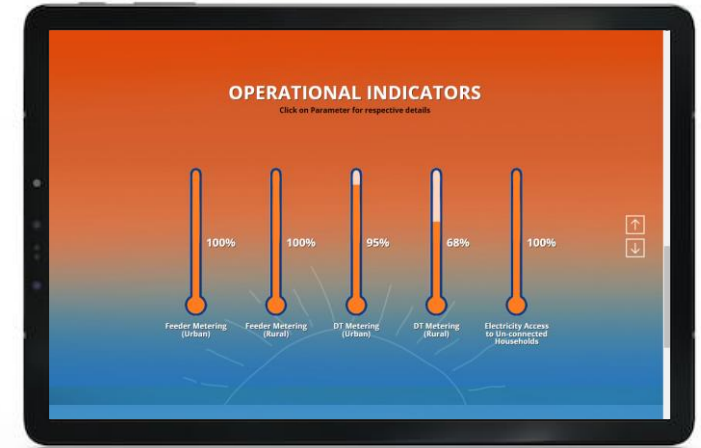 OPERATIONAL INDICATORS
Click on Parameter for respective details
100%
100%
95%
68%
100%
Feeder Metering
(Urban)
Feeder Metering
(Rural)
DT Metering
(Urban)
DT Metering
(Rural)
Electricity Access
to Un-connected
Households